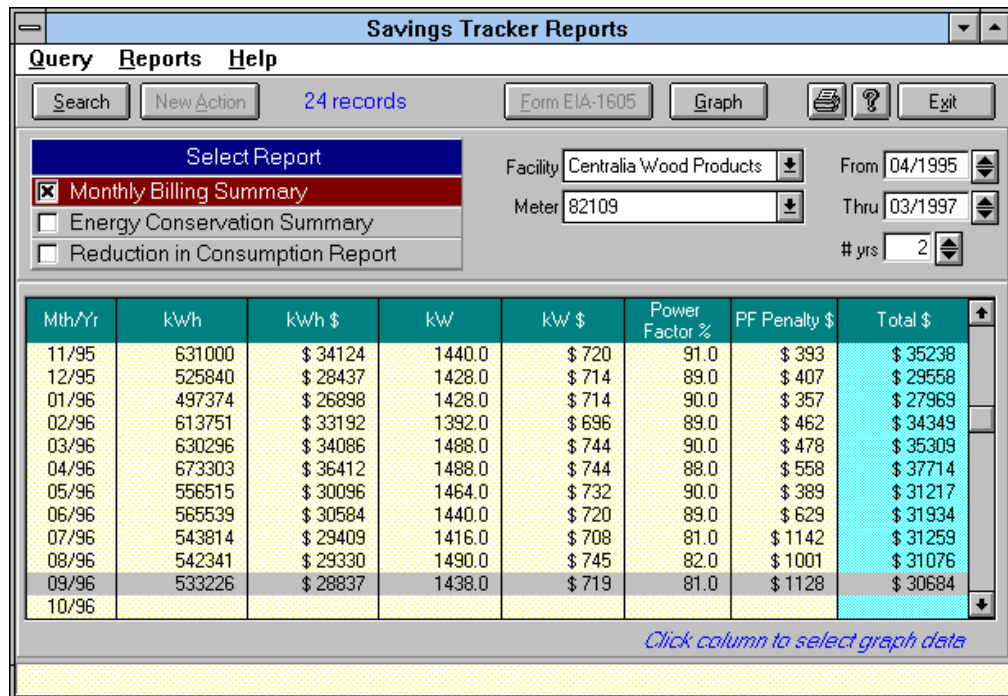 Savings Tracker Reports
Query Reports Help
Search New Action 24 records Form EIA-1605 Graph ? Exit
Select Report
Monthly Billing Summary
Energy Conservation Summary
Reduction in Consumption Report
Facility Centralia Wood Products From 04/1995
Meter 82109 Thru 03/1997
# yrs 2
Mth/Yr kWh kWh $ kW kW $ Power Factor % PF Penalty $ Total $
11/95 631000 $ 34124 1440.0 $ 720 91.0 $ 393 $ 35238
12/95 525840 $ 28437 1428.0 $ 714 89.0 $ 407 $ 29558
01/96 497374 $ 26898 1428.0 $ 714 90.0 $ 357 $ 27969
02/96 613751 $ 33192 1392.0 $ 696 89.0 $ 462 $ 34349
03/96 630296 $ 34086 1488.0 $ 744 90.0 $ 478 $ 35309
04/96 673303 $ 36412 1488.0 $ 744 88.0 $ 558 $ 37714
05/96 556515 $ 30096 1464.0 $ 732 90.0 $ 389 $ 31217
06/96 565539 $ 30584 1440.0 $ 720 89.0 $ 629 $ 31934
07/96 543814 $ 29409 1416.0 $ 708 81.0 $ 1142 $ 31259
08/96 542341 $ 29330 1490.0 $ 745 82.0 $ 1001 $ 31076
09/96 533226 $ 28837 1438.0 $ 719 81.0 $ 1128 $ 30684
10/96
Click column to select graph data